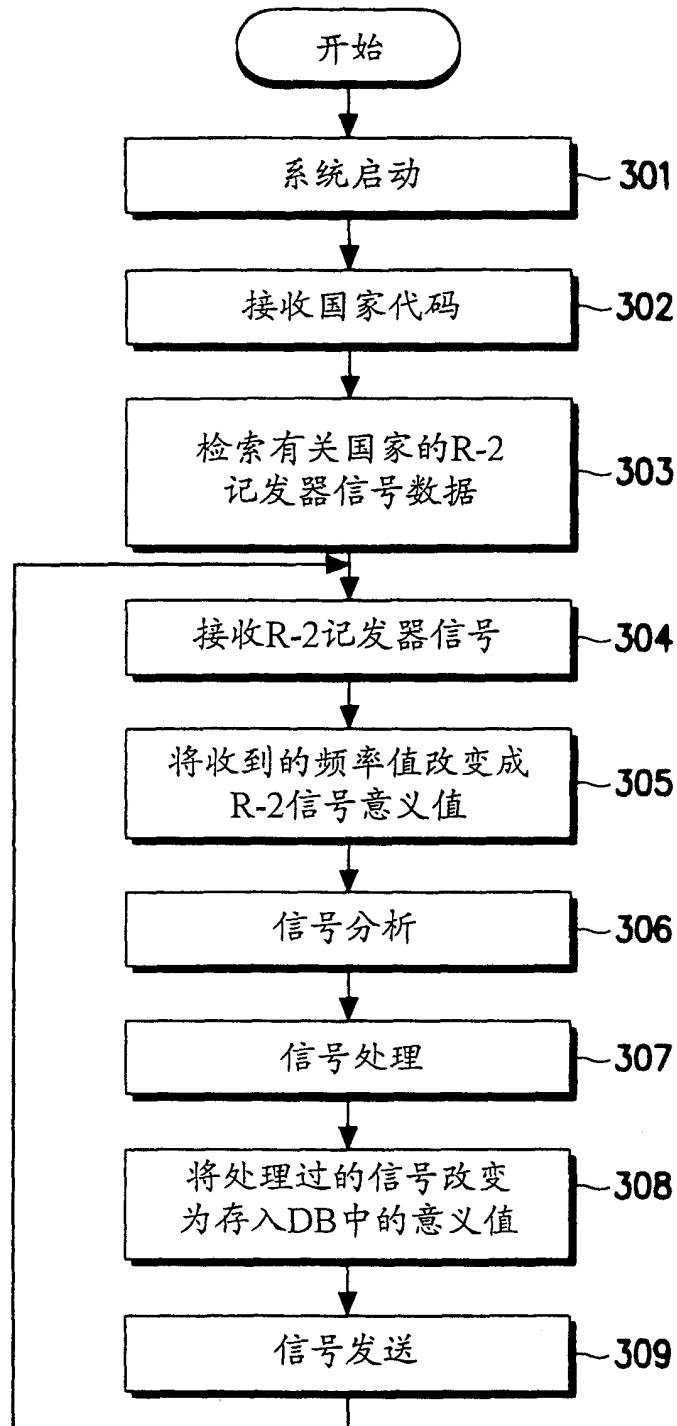 开始
系统启动
301
接收国家代码
302
检索有关国家的R-2
记发器信号数据
303
接收R-2记发器信号
304
将收到的频率值改变成
R-2信号意义值
305
信号分析
306
信号处理
307
将处理过的信号改变
为存入DB中的意义值
308
信号发送
309